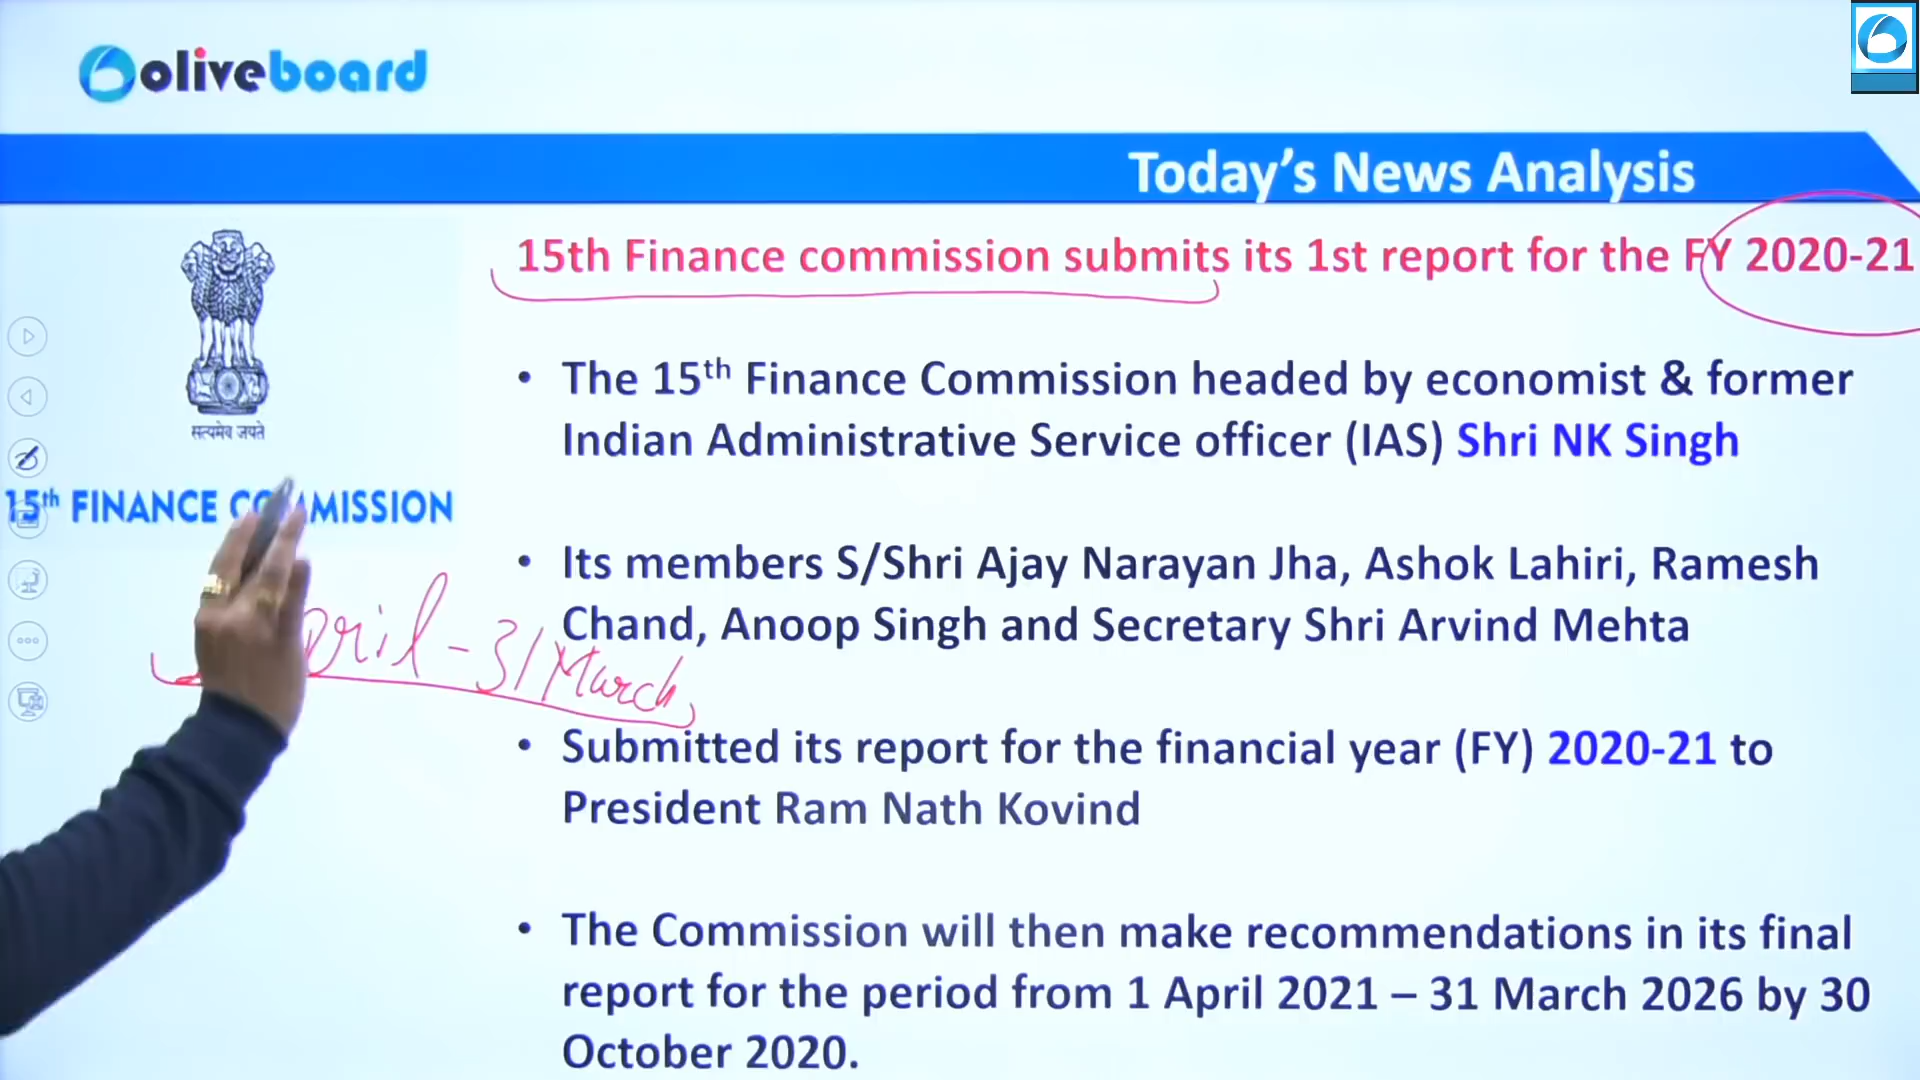 oliveboard
Today's News Analysis
15th Finance commission submits its 1st report for the FY 2020-21
सत्यमेव जयते
15th FINANCE COMMISSION
• The 15th Finance Commission headed by economist & former
Indian Administrative Service officer (IAS) Shri NK Singh
• Its members S/Shri Ajay Narayan Jha, Ashok Lahiri, Ramesh
Chand, Anoop Singh and Secretary Shri Arvind Mehta
pril - 31 March
• Submitted its report for the financial year (FY) 2020-21 to
President Ram Nath Kovind
• The Commission will then make recommendations in its final
report for the period from 1 April 2021 – 31 March 2026 by 30
October 2020.